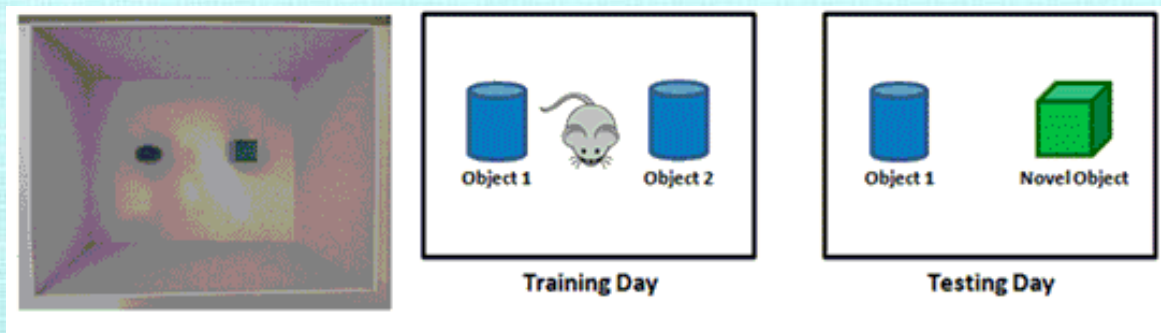 Object 1
Object 2
Training Day
Object 1
Novel Object
Testing Day